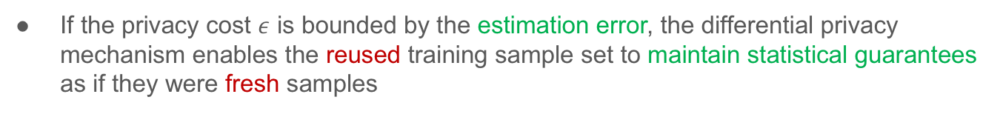 ● If the privacy cost ϵ is bounded by the estimation error, the differential privacy
mechanism enables the reused training sample set to maintain statistical guarantees
as if they were fresh samples